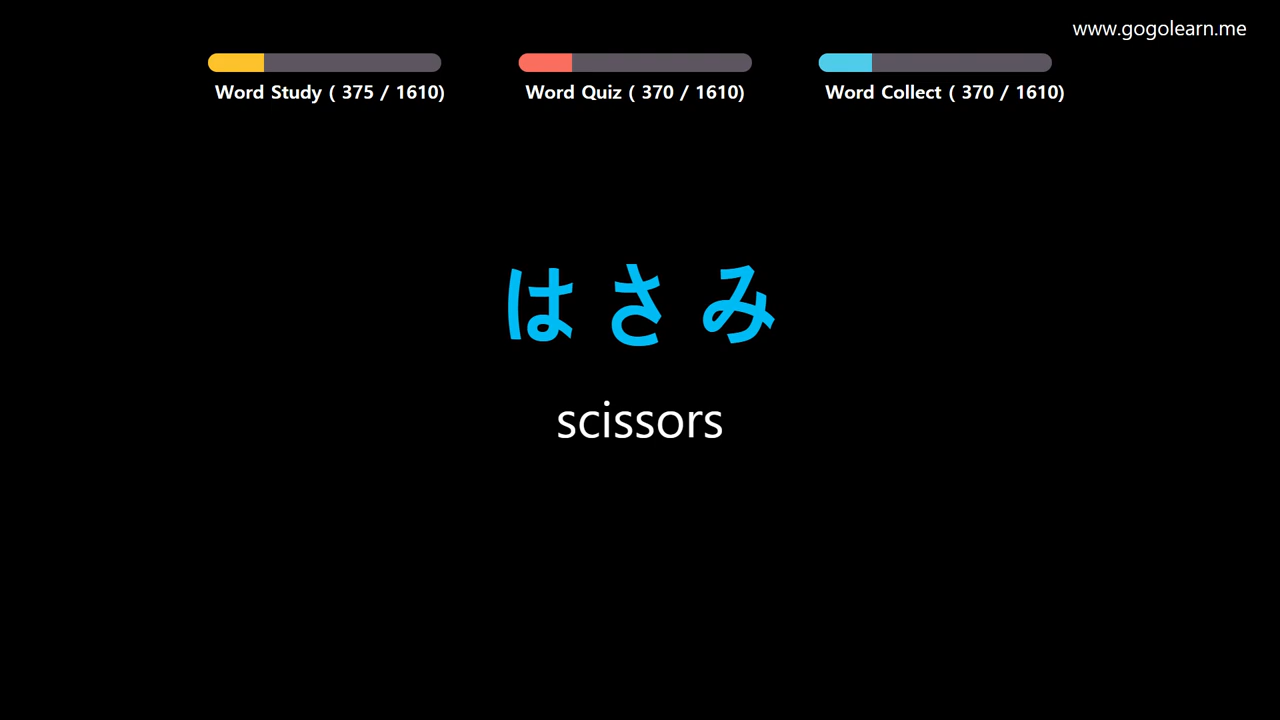 www.gogolearn.me
Word Study ( 375 / 1610)
Word Quiz ( 370 / 1610)
Word Collect ( 370 / 1610)
はさみ
scissors